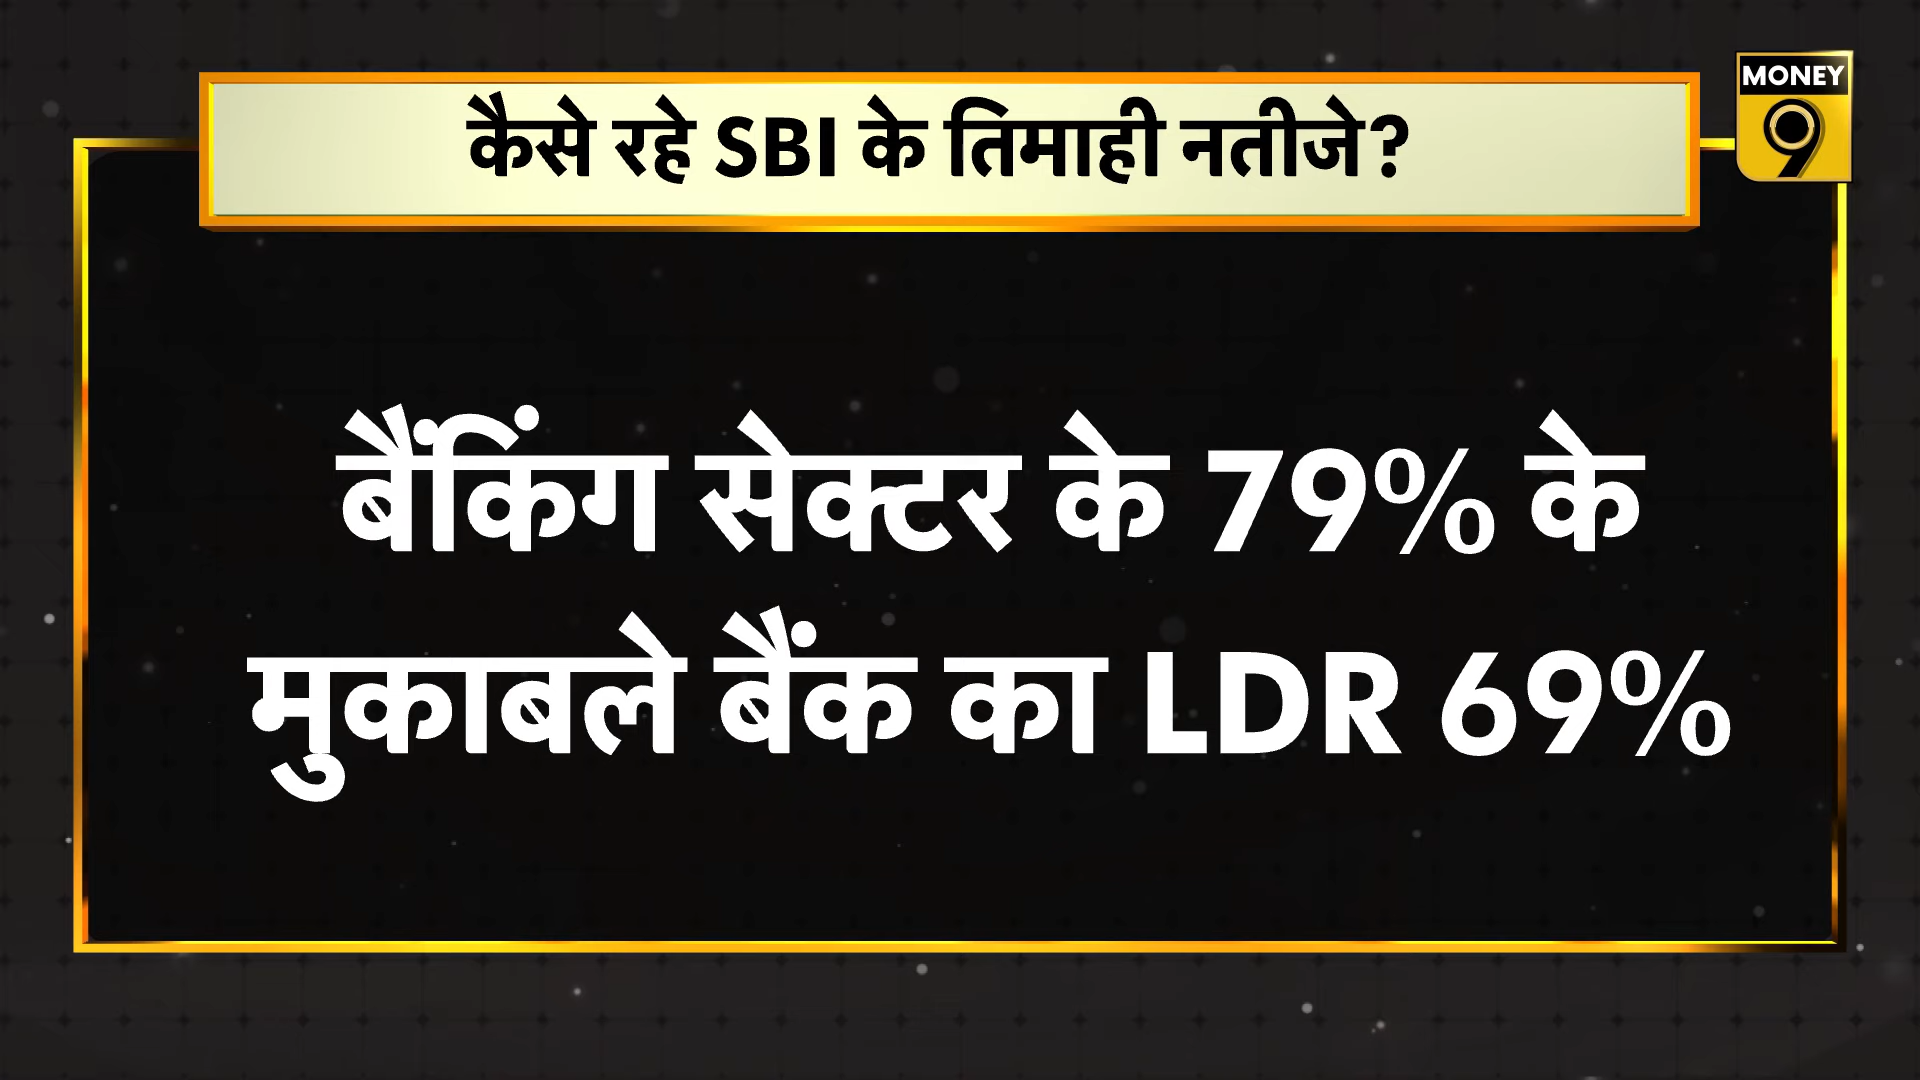 MONEY
9
कैसे रहे SBI के तिमाही नतीजे?
बैंकिंग सेक्टर के 79% के
मुकाबले बैंक का LDR 69%